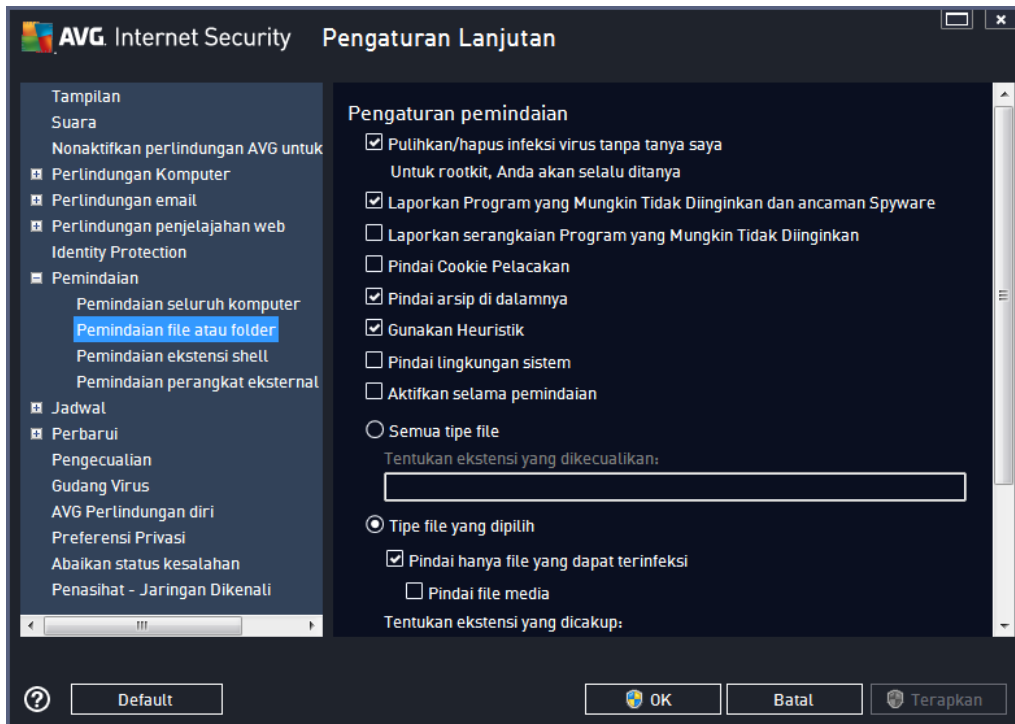 AVG. Internet Security Pengaturan Lanjutan
Tampilan
Suara
Nonaktifkan perlindungan AVG untuk
Perlindungan Komputer
Perlindungan email
Perlindungan penjelajahan web
Identity Protection
Pemindaian
Pemindaian seluruh komputer
Pemindaian file atau folder
Pemindaian ekstensi shell
Pemindaian perangkat eksternal
Jadwal
Perbarui
Pengecualian
Gudang Virus
AVG Perlindungan diri
Preferensi Privasi
Abaikan status kesalahan
Penasihat - Jaringan Dikenali
Pengaturan pemindaian
Pulihkan/hapus infeksi virus tanpa tanya saya
Untuk rootkit, Anda akan selalu ditanya
Laporkan Program yang Mungkin Tidak Diinginkan dan ancaman Spyware
Laporkan serangkaian Program yang Mungkin Tidak Diinginkan
Pindai Cookie Pelacakan
Pindai arsip di dalamnya
Gunakan Heuristik
Pindai lingkungan sistem
Aktifkan selama pemindaian
Semua tipe file
Tentukan ekstensi yang dikecualikan:
Tipe file yang dipilih
Pindai hanya file yang dapat terinfeksi
Pindai file media
Tentukan ekstensi yang dicakup:
Default
OK
Batal
Terapkan